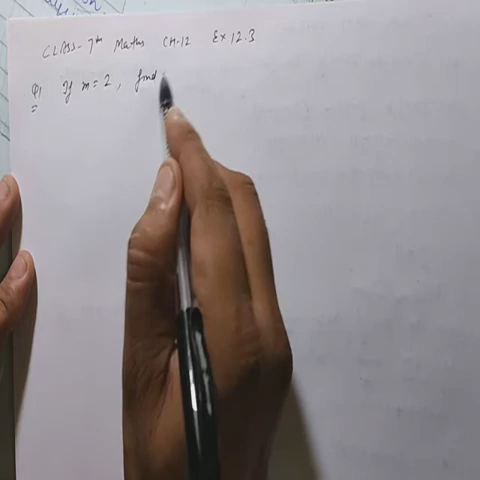 CLASS- 7th Maths CH-12 Ex 12.3
Q1 If m = 2, find